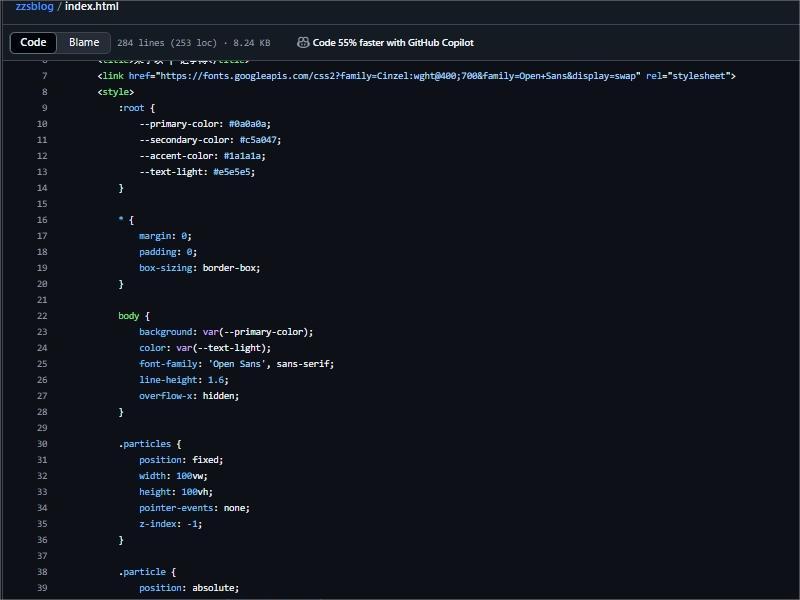 zzsblog / index.html
Code Blame 284 lines (253 loc) · 8.24 KB Code 55% faster with GitHub Copilot
7 <link href="https://fonts.googleapis.com/css2?family=Cinzel:wght@400;700&family=Open+Sans&display=swap" rel="stylesheet">
8 <style>
9 :root {
10 --primary-color: #0a0a0a;
11 --secondary-color: #c5a047;
12 --accent-color: #1a1a1a;
13 --text-light: #e5e5e5;
14 }
15
16 * {
17 margin: 0;
18 padding: 0;
19 box-sizing: border-box;
20 }
21
22 body {
23 background: var(--primary-color);
24 color: var(--text-light);
25 font-family: 'Open Sans', sans-serif;
26 line-height: 1.6;
27 overflow-x: hidden;
28 }
29
30 .particles {
31 position: fixed;
32 width: 100vw;
33 height: 100vh;
34 pointer-events: none;
35 z-index: -1;
36 }
37
38 .particle {
39 position: absolute;